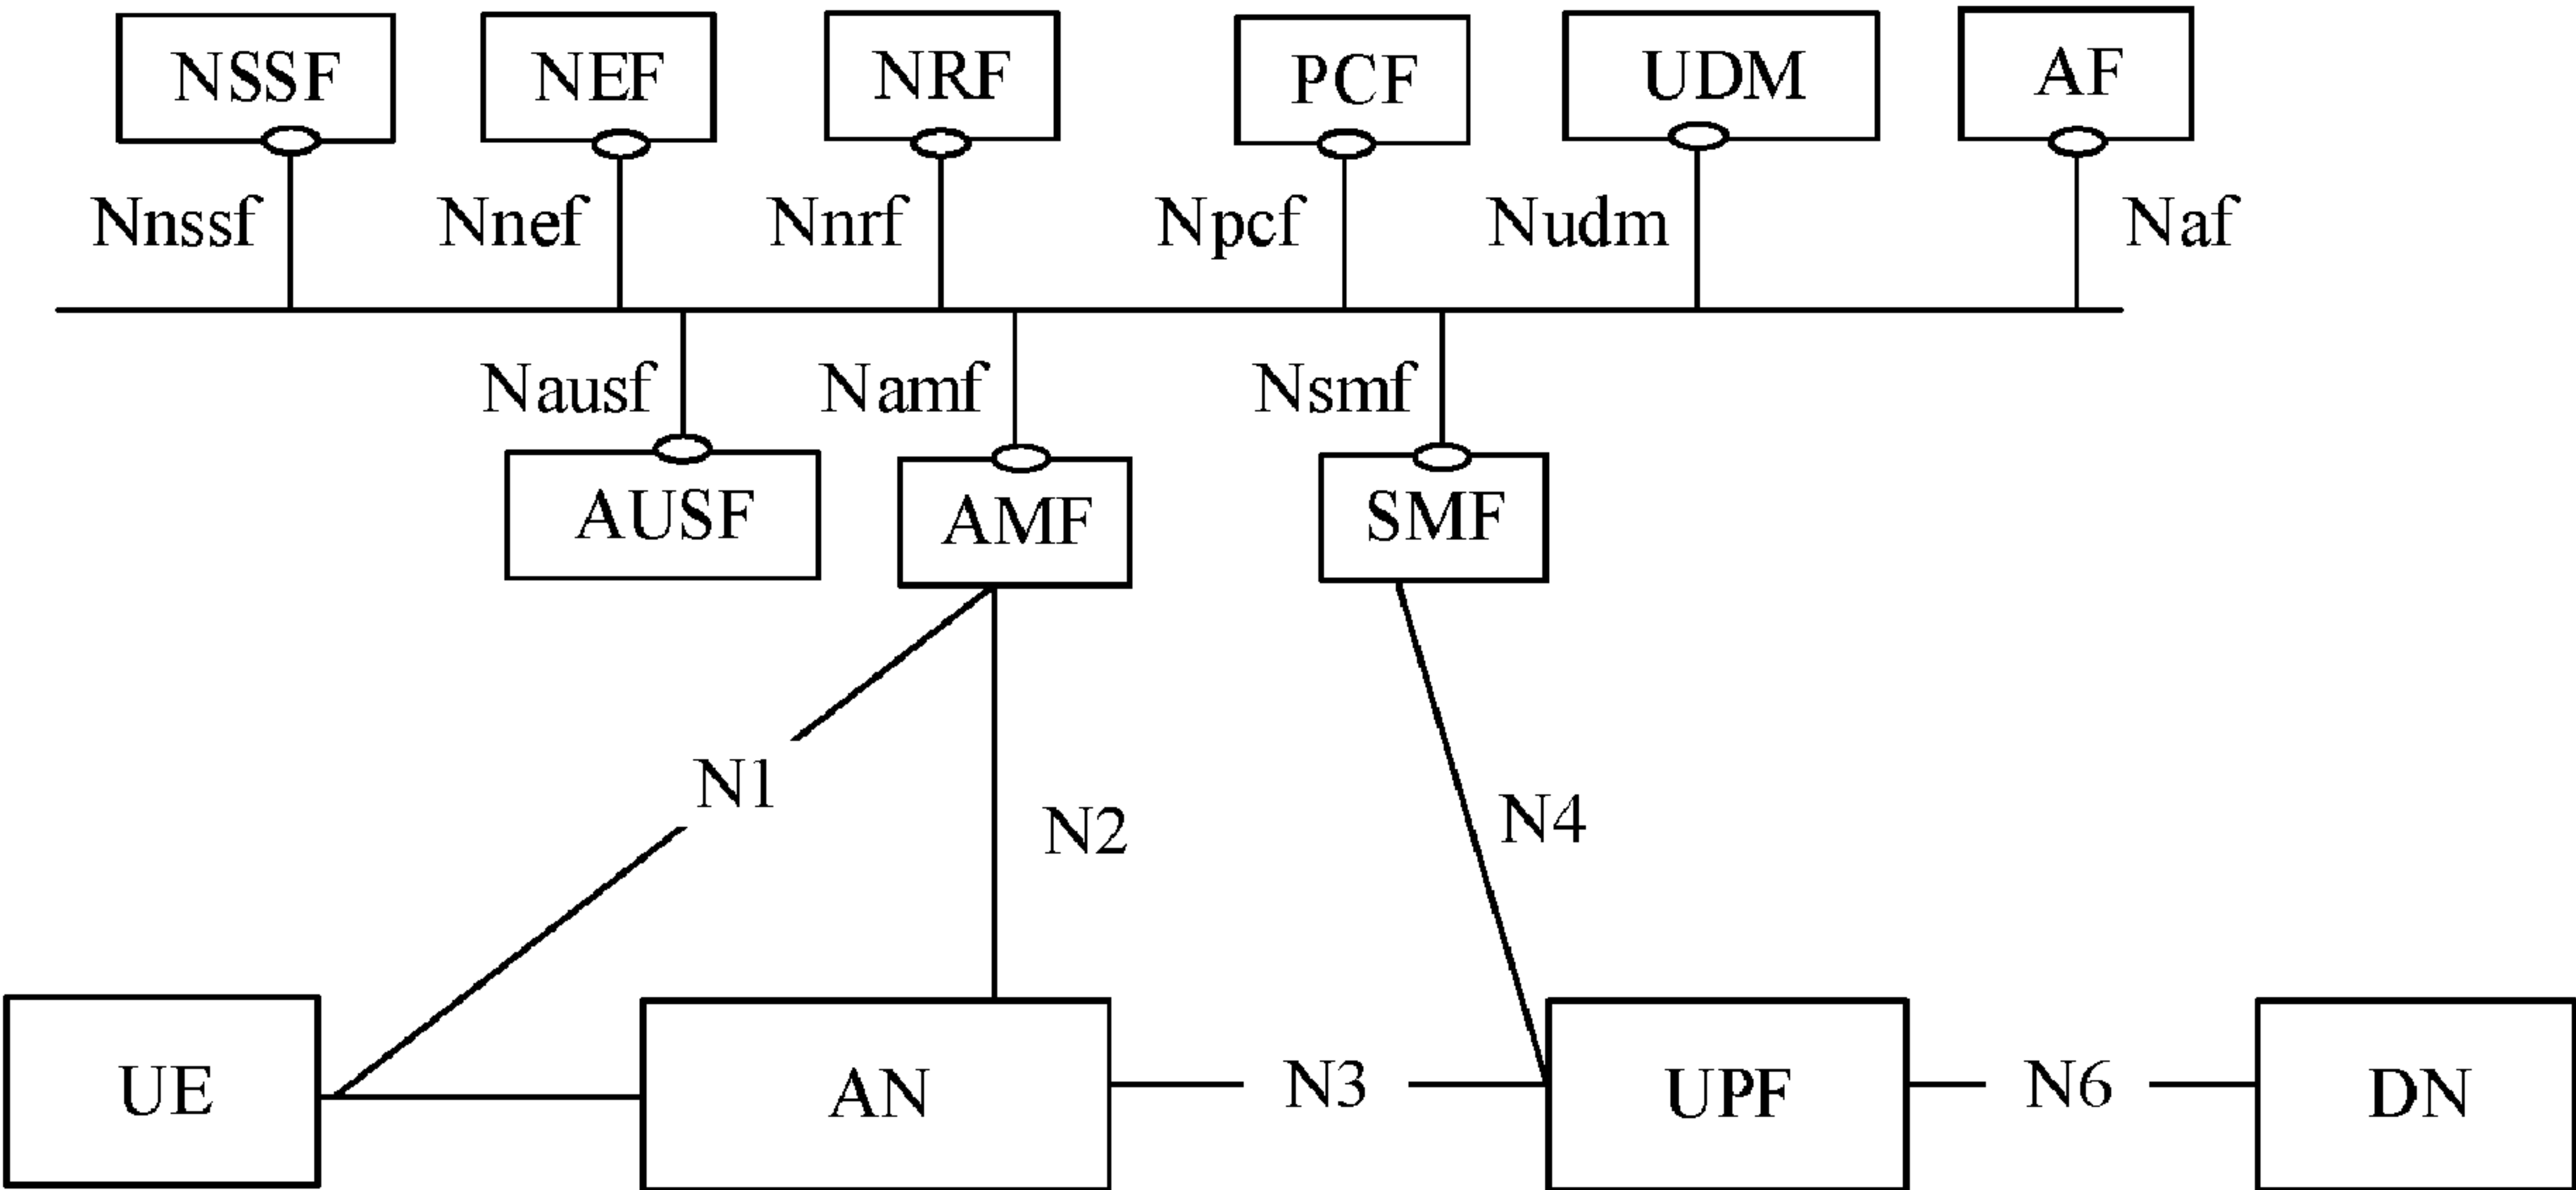 NSSF NEF NRF PCF UDM AF
Nnssf Nnef Nnrf Npcf Nudm Naf
Nausf Namf Nsmf
AUSF AMF SMF
N1 N2 N4
UE AN N3 UPF N6 DN